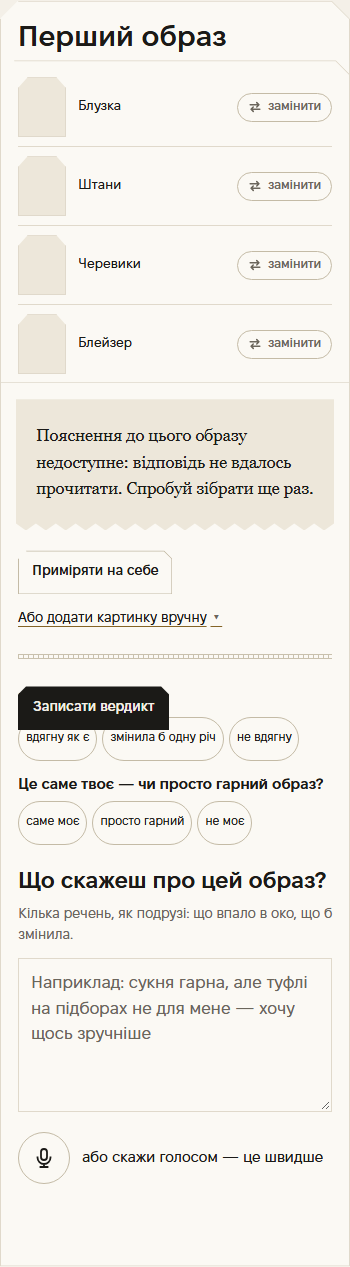 Перший образ
Блузка
замінити
Штани
замінити
Черевики
замінити
Блейзер
замінити
Пояснення до цього образу
недоступне: відповідь не вдалось
прочитати. Спробуй зібрати ще раз.
Приміряти на себе
Або додати картинку вручну
Записати вердикт
вдягну як є
змінила б одну річ
не вдягну
Це саме твоє — чи просто гарний образ?
саме моє
просто гарний
не моє
Що скажеш про цей образ?
Кілька речень, як подрузі: що впало в око, що б
змінила.
Наприклад: сукня гарна, але туфлі
на підборах не для мене — хочу
щось зручніше
або скажи голосом — це швидше